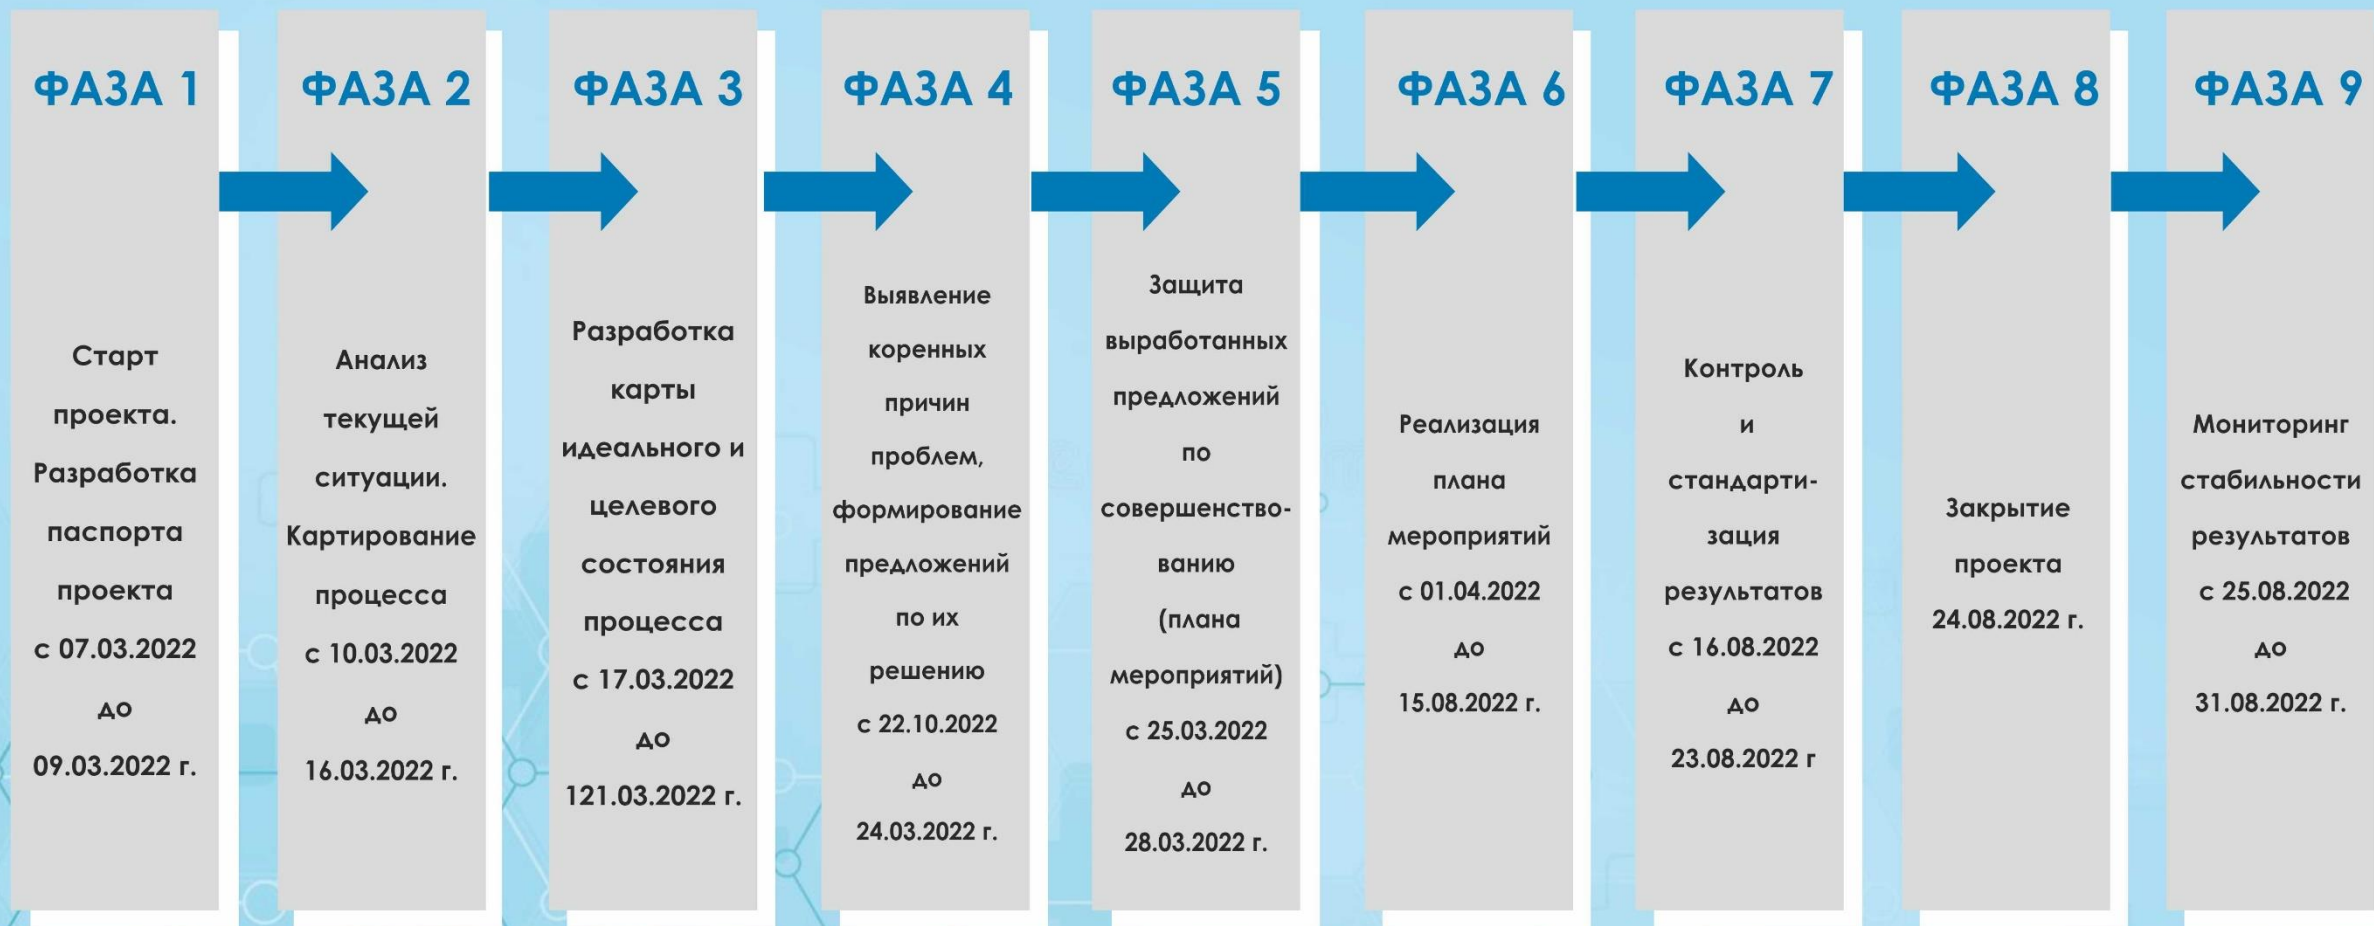 ФАЗА 1
Старт
проекта.
Разработка
паспорта
проекта
с 07.03.2022
до
09.03.2022 г.
ФАЗА 2
Анализ
текущей
ситуации.
Картирование
процесса
с 10.03.2022
до
16.03.2022 г.
ФАЗА 3
Разработка
карты
идеального и
целевого
состояния
процесса
с 17.03.2022
до
121.03.2022 г.
ФАЗА 4
Выявление
коренных
причин
проблем,
формирование
предложений
по их
решению
с 22.10.2022
до
24.03.2022 г.
ФАЗА 5
Защита
выработанных
предложений
по
совершенство-
ванию
(плана
мероприятий)
с 25.03.2022
до
28.03.2022 г.
ФАЗА 6
Реализация
плана
мероприятий
с 01.04.2022
до
15.08.2022 г.
ФАЗА 7
Контроль
и
стандарти-
зация
результатов
с 16.08.2022
до
23.08.2022 г
ФАЗА 8
Закрытие
проекта
24.08.2022 г.
ФАЗА 9
Мониторинг
стабильности
результатов
с 25.08.2022
до
31.08.2022 г.